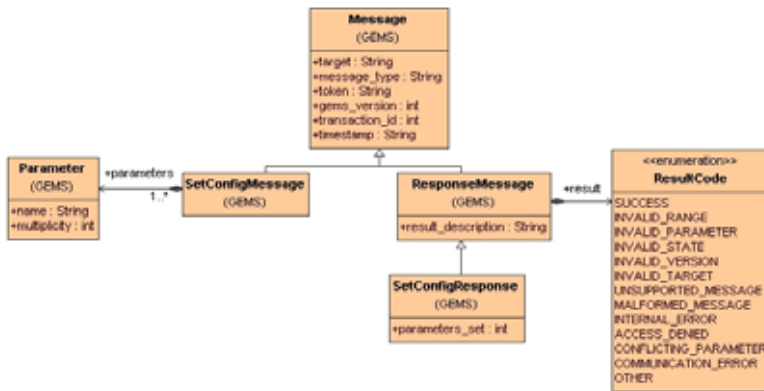 Message
(GEMS)
+target : String
+message_type : String
+token : String
+gems_version : int
+transaction_id : int
+timestamp : String
Parameter
(GEMS)
+name : String
+multiplicity : int
+parameters
1..*
SetConfigMessage
(GEMS)
ResponseMessage
(GEMS)
+result_description : String
+result
<<enumeration>>
ResultCode
SUCCESS
INVALID_RANGE
INVALID_PARAMETER
INVALID_STATE
INVALID_VERSION
INVALID_TARGET
UNSUPPORTED_MESSAGE
MALFORMED_MESSAGE
INTERNAL_ERROR
ACCESS_DENIED
CONFLICTING_PARAMETER
COMMUNICATION_ERROR
OTHER
SetConfigResponse
(GEMS)
+parameters_set : int